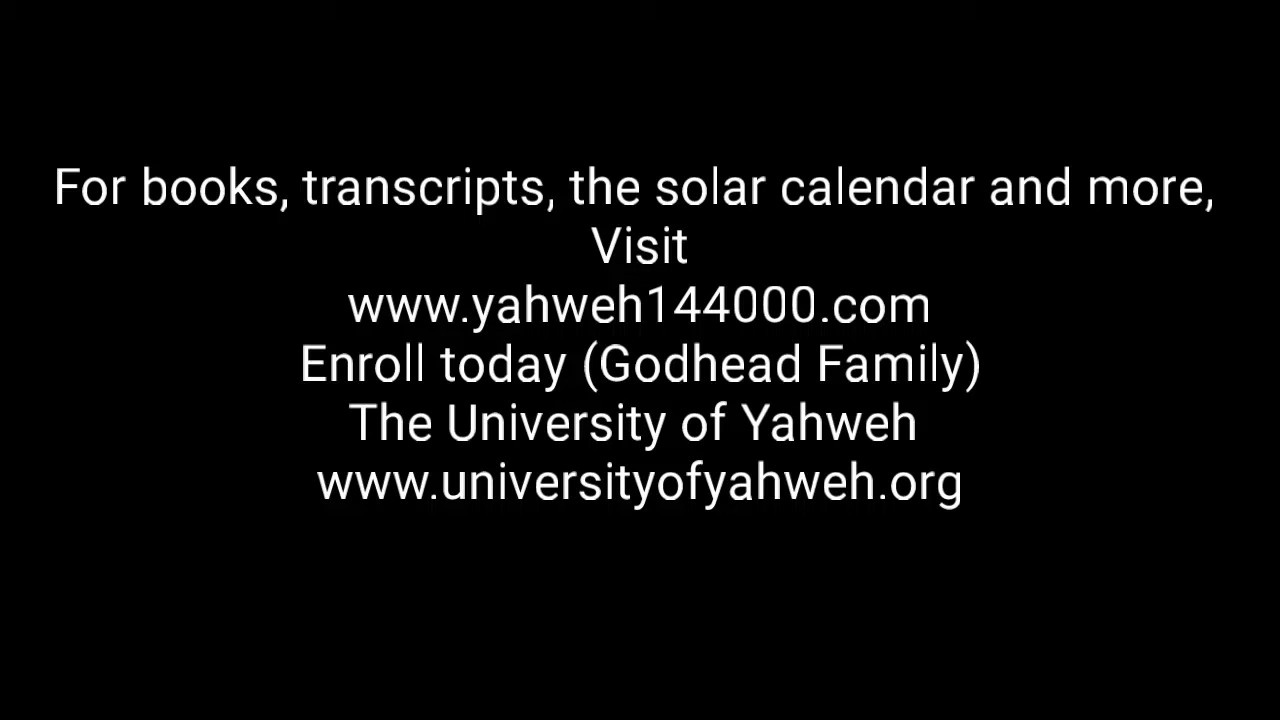 For books, transcripts, the solar calendar and more,
Visit
www.yahweh144000.com
Enroll today (Godhead Family)
The University of Yahweh
www.universityofyahweh.org